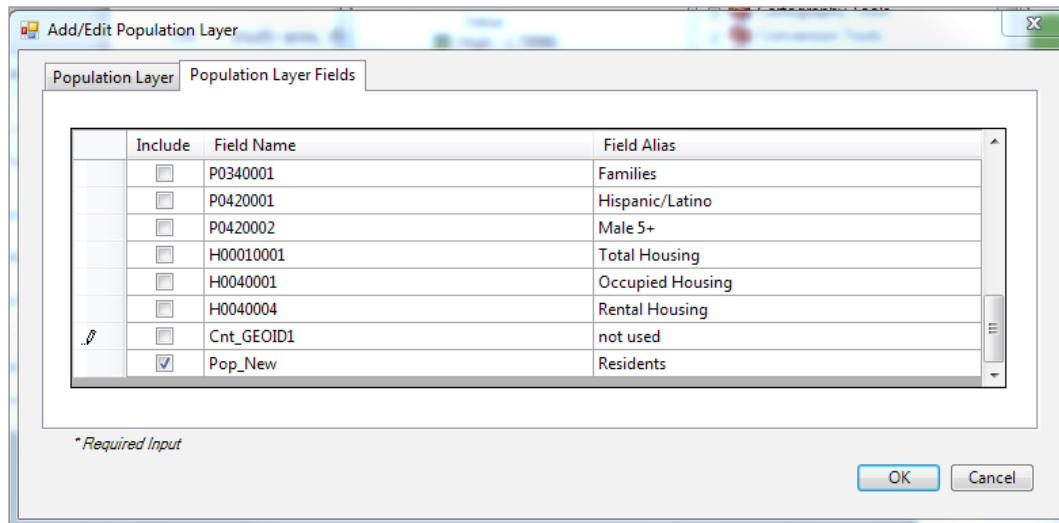 Add/Edit Population Layer
Population Layer
Population Layer Fields
Include Field Name Field Alias
P0340001 Families
P0420001 Hispanic/Latino
P0420002 Male 5+
H00010001 Total Housing
H0040001 Occupied Housing
H0040004 Rental Housing
Cnt_GEOID1 not used
Pop_New Residents
* Required Input
OK Cancel